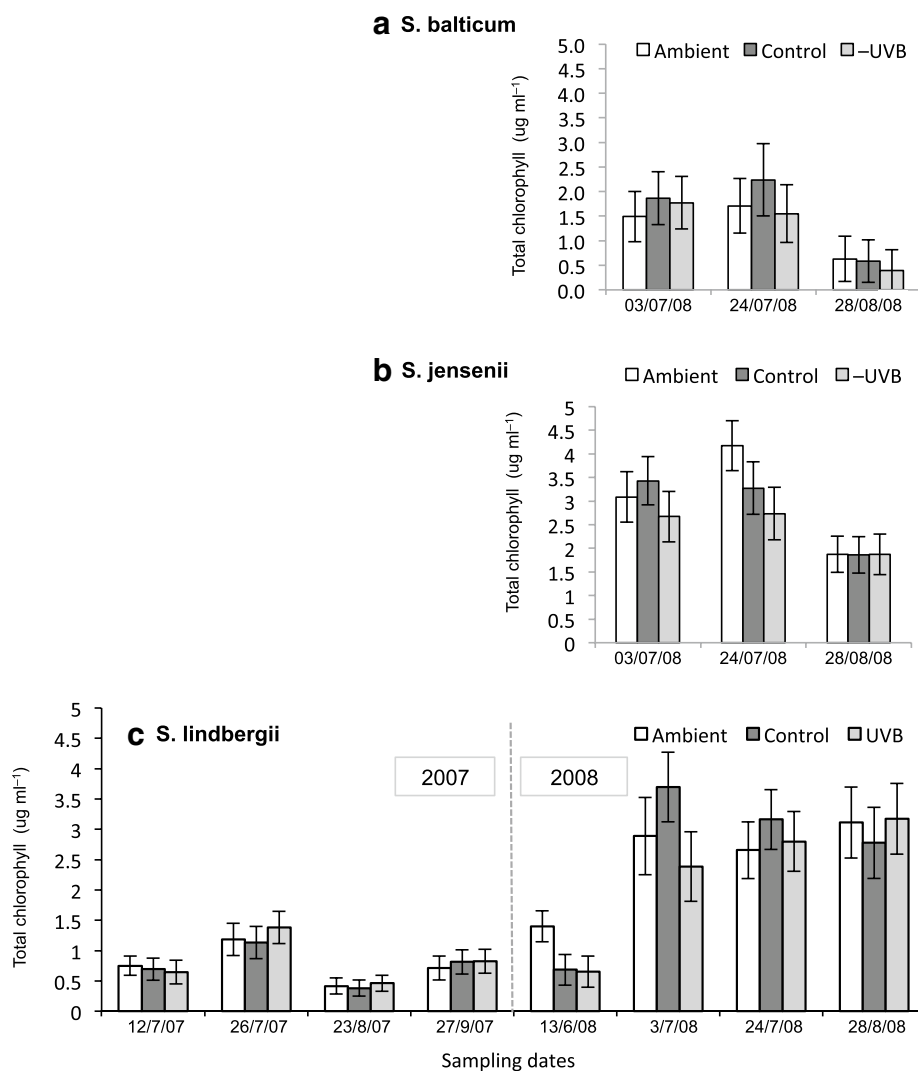 a S. balticum
Ambient Control –UVB
Total chlorophyll (ug ml⁻¹)
5.0
4.5
4.0
3.5
3.0
2.5
2.0
1.5
1.0
0.5
0.0
03/07/08 24/07/08 28/08/08
b S. jensenii
Ambient Control –UVB
Total chlorophyll (ug ml⁻¹)
5
4.5
4
3.5
3
2.5
2
1.5
1
0.5
0
03/07/08 24/07/08 28/08/08
c S. lindbergii
Ambient Control UVB
2007 2008
Total chlorophyll (ug ml⁻¹)
5
4.5
4
3.5
3
2.5
2
1.5
1
0.5
0
12/7/07 26/7/07 23/8/07 27/9/07 13/6/08 3/7/08 24/7/08 28/8/08
Sampling dates